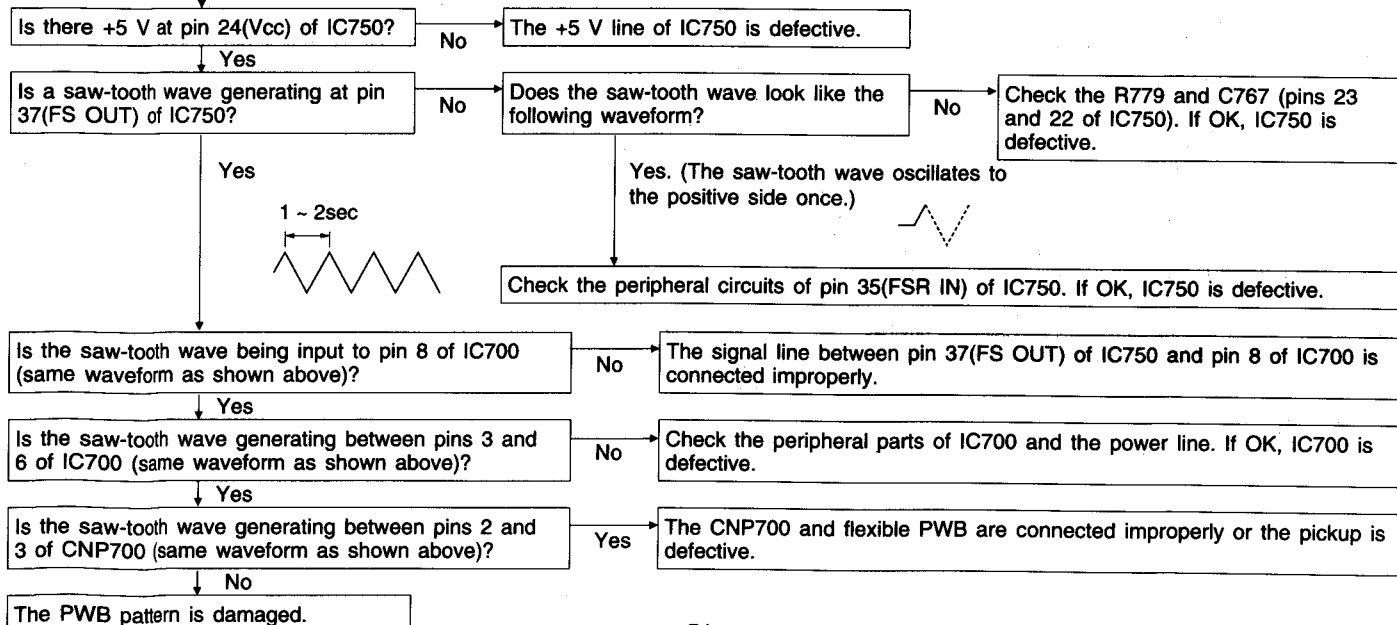 Is there +5 V at pin 24(Vcc) of IC750?
No
The +5 V line of IC750 is defective.
Yes
Is a saw-tooth wave generating at pin
37(FS OUT) of IC750?
No
Does the saw-tooth wave look like the
following waveform?
No
Check the R779 and C767 (pins 23
and 22 of IC750). If OK, IC750 is
defective.
Yes
Yes. (The saw-tooth wave oscillates to
the positive side once.)
1 ~ 2sec
Check the peripheral circuits of pin 35(FSR IN) of IC750. If OK, IC750 is defective.
Is the saw-tooth wave being input to pin 8 of IC700
(same waveform as shown above)?
No
The signal line between pin 37(FS OUT) of IC750 and pin 8 of IC700 is
connected improperly.
Yes
Is the saw-tooth wave generating between pins 3 and
6 of IC700 (same waveform as shown above)?
No
Check the peripheral parts of IC700 and the power line. If OK, IC700 is
defective.
Yes
Is the saw-tooth wave generating between pins 2 and
3 of CNP700 (same waveform as shown above)?
Yes
The CNP700 and flexible PWB are connected improperly or the pickup is
defective.
No
The PWB pattern is damaged.